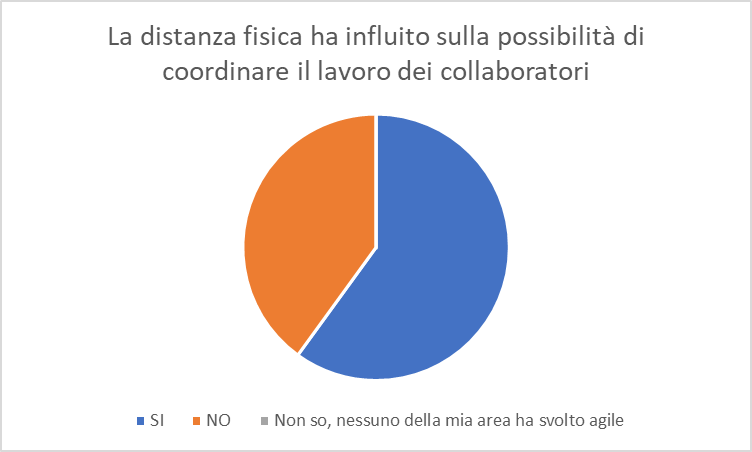 La distanza fisica ha influito sulla possibilità di
coordinare il lavoro dei collaboratori
SI NO Non so, nessuno della mia area ha svolto agile